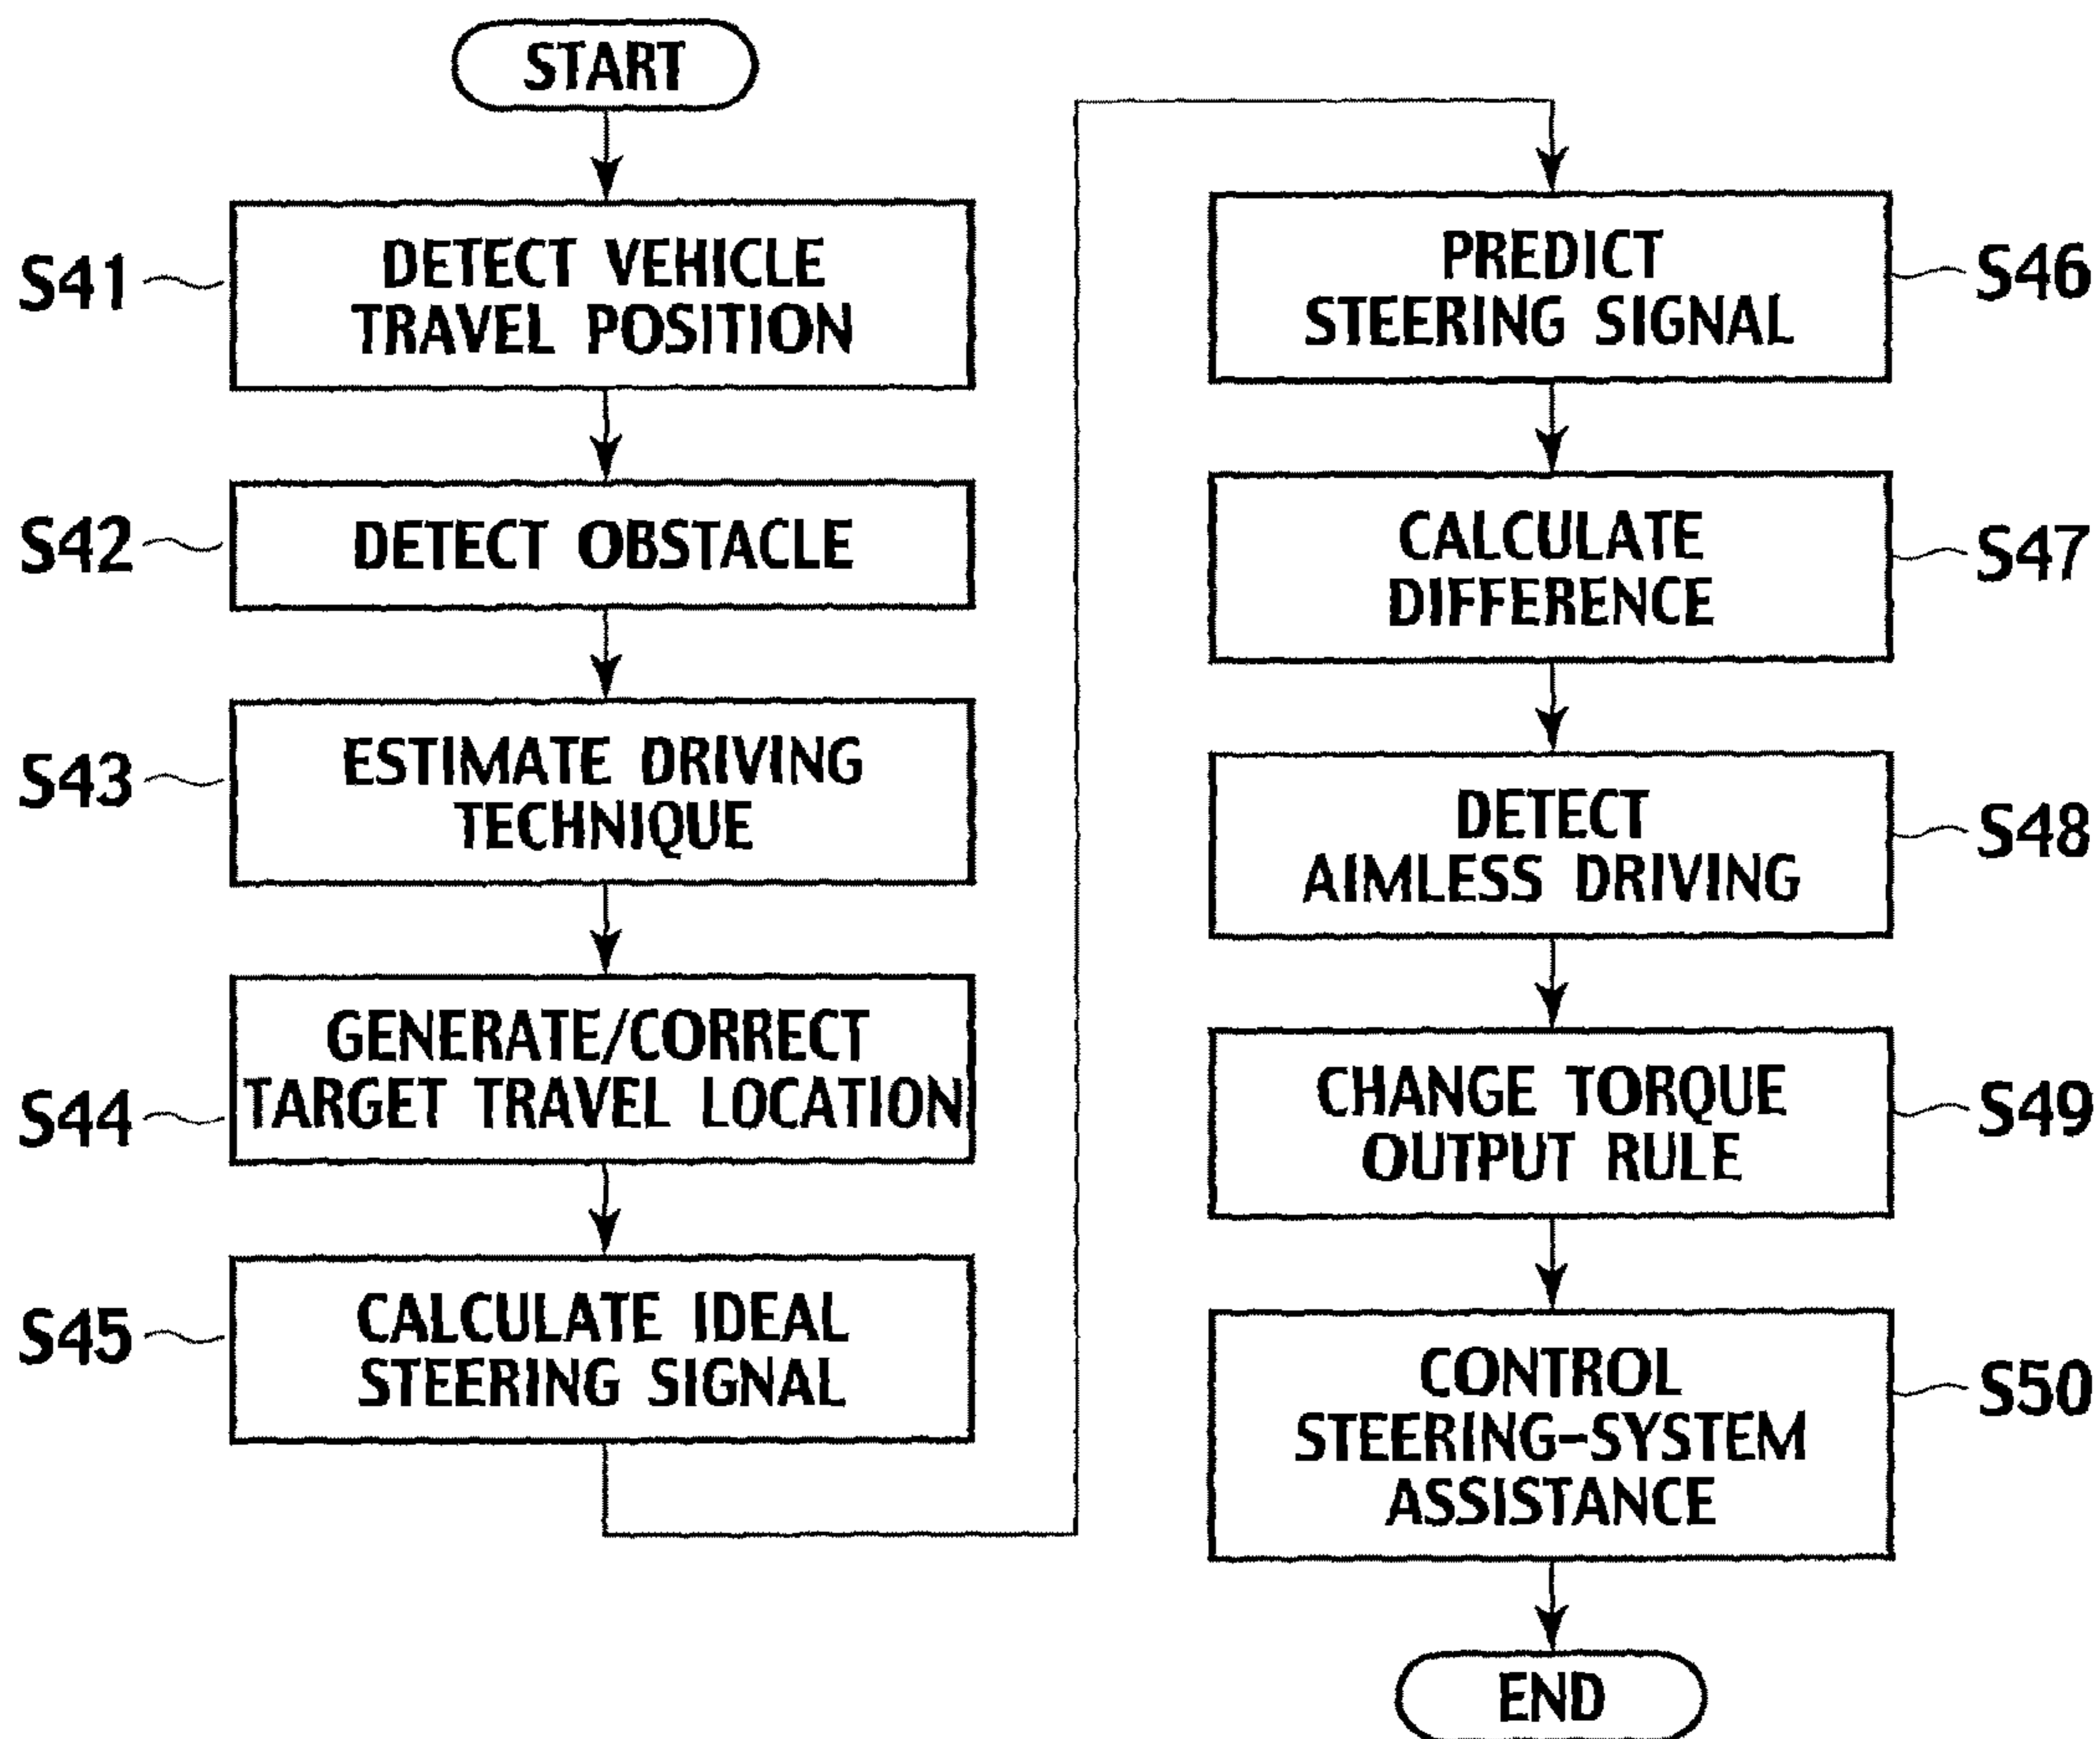 START
S41
DETECT VEHICLE
TRAVEL POSITION
S42
DETECT OBSTACLE
S43
ESTIMATE DRIVING
TECHNIQUE
S44
GENERATE/CORRECT
TARGET TRAVEL LOCATION
S45
CALCULATE IDEAL
STEERING SIGNAL
PREDICT
STEERING SIGNAL
S46
CALCULATE
DIFFERENCE
S47
DETECT
AIMLESS DRIVING
S48
CHANGE TORQUE
OUTPUT RULE
S49
CONTROL
STEERING-SYSTEM
ASSISTANCE
S50
END